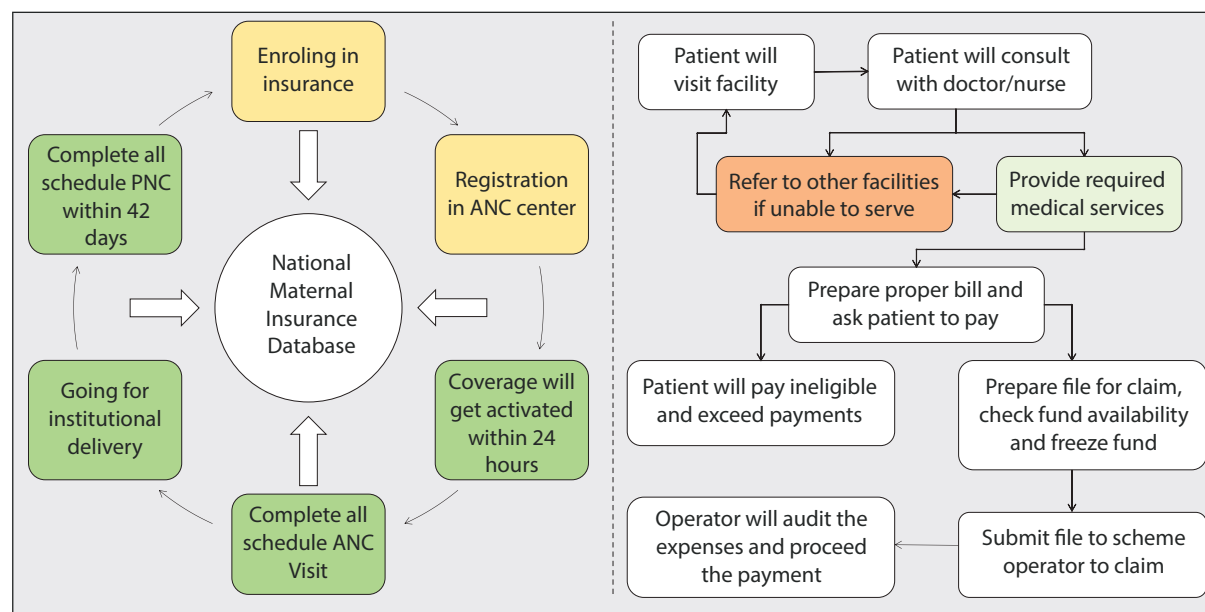 Enroling in
insurance
Registration
in ANC center
Coverage will
get activated
within 24
hours
Complete all
schedule ANC
Visit
Going for
institutional
delivery
Complete all
schedule PNC
within 42
days
National
Maternal
Insurance
Database
Patient will
visit facility
Patient will consult
with doctor/nurse
Refer to other facilities
if unable to serve
Provide required
medical services
Prepare proper bill and
ask patient to pay
Patient will pay ineligible
and exceed payments
Prepare file for claim,
check fund availability
and freeze fund
Submit file to scheme
operator to claim
Operator will audit the
expenses and proceed
the payment